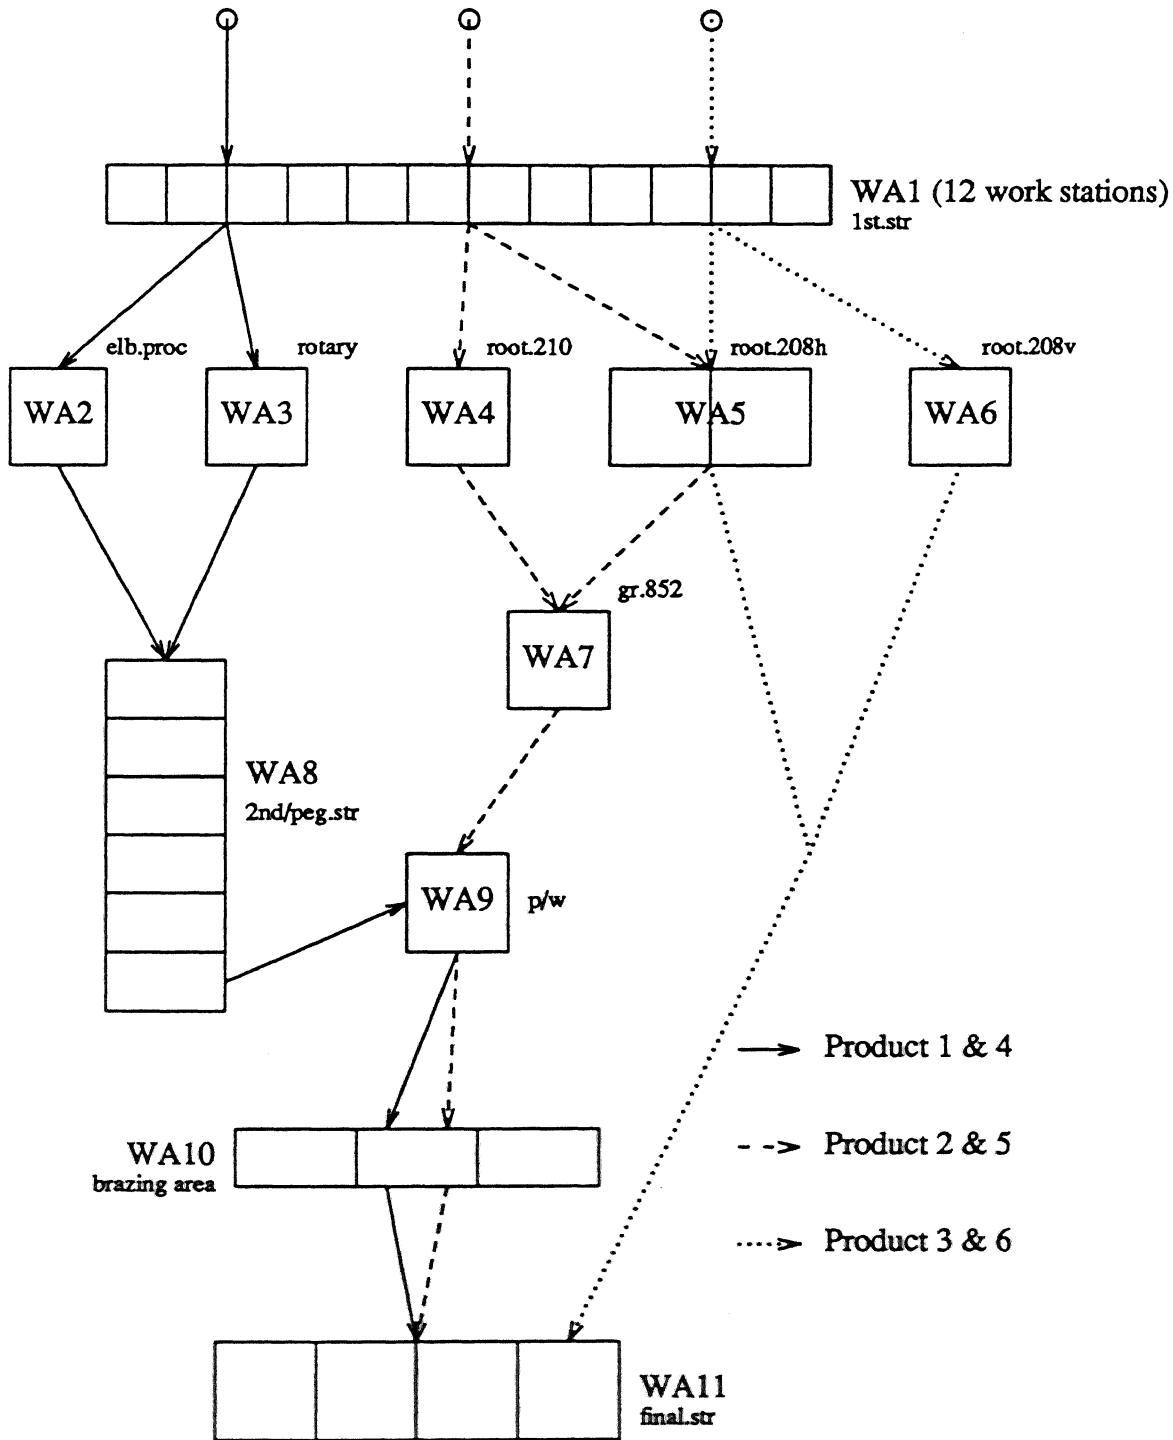 WA1 (12 work stations)
1st.str
elb.proc
rotary
root.210
root.208h
root.208v
WA2
WA3
WA4
WA5
WA6
gr.852
WA7
WA8
2nd/peg.str
WA9
p/w
Product 1 & 4
WA10
brazing area
Product 2 & 5
Product 3 & 6
WA11
final.str